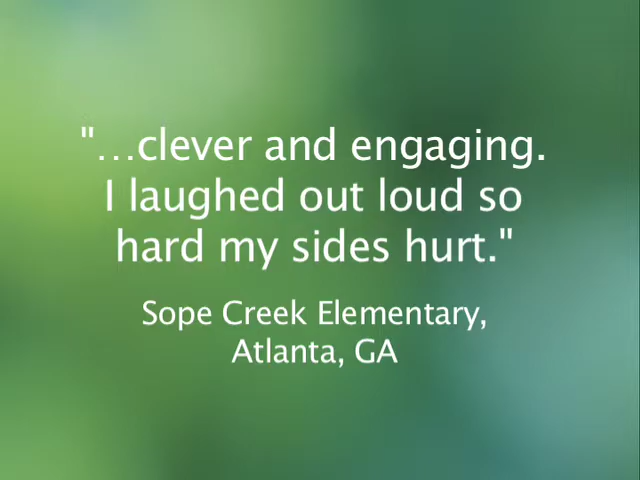 "...clever and engaging.
I laughed out loud so
hard my sides hurt."
Sope Creek Elementary,
Atlanta, GA